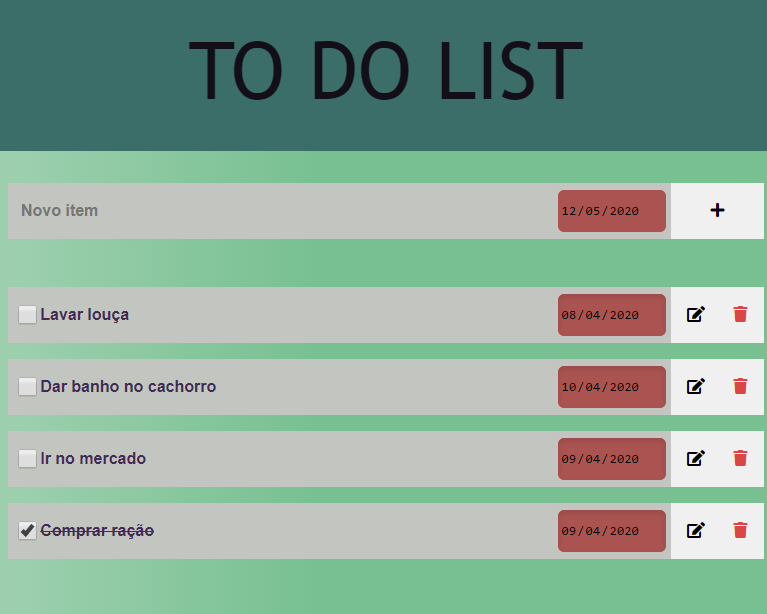 TO DO LIST
Novo item 12/05/2020
Lavar louça 08/04/2020
Dar banho no cachorro 10/04/2020
Ir no mercado 09/04/2020
Comprar ração 09/04/2020